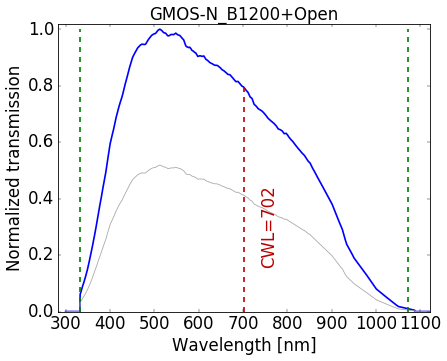 GMOS-N_B1200+Open
Normalized transmission
1.0
0.8
0.6
0.4
0.2
0.0
CWL=702
300 400 500 600 700 800 900 1000 1100
Wavelength [nm]